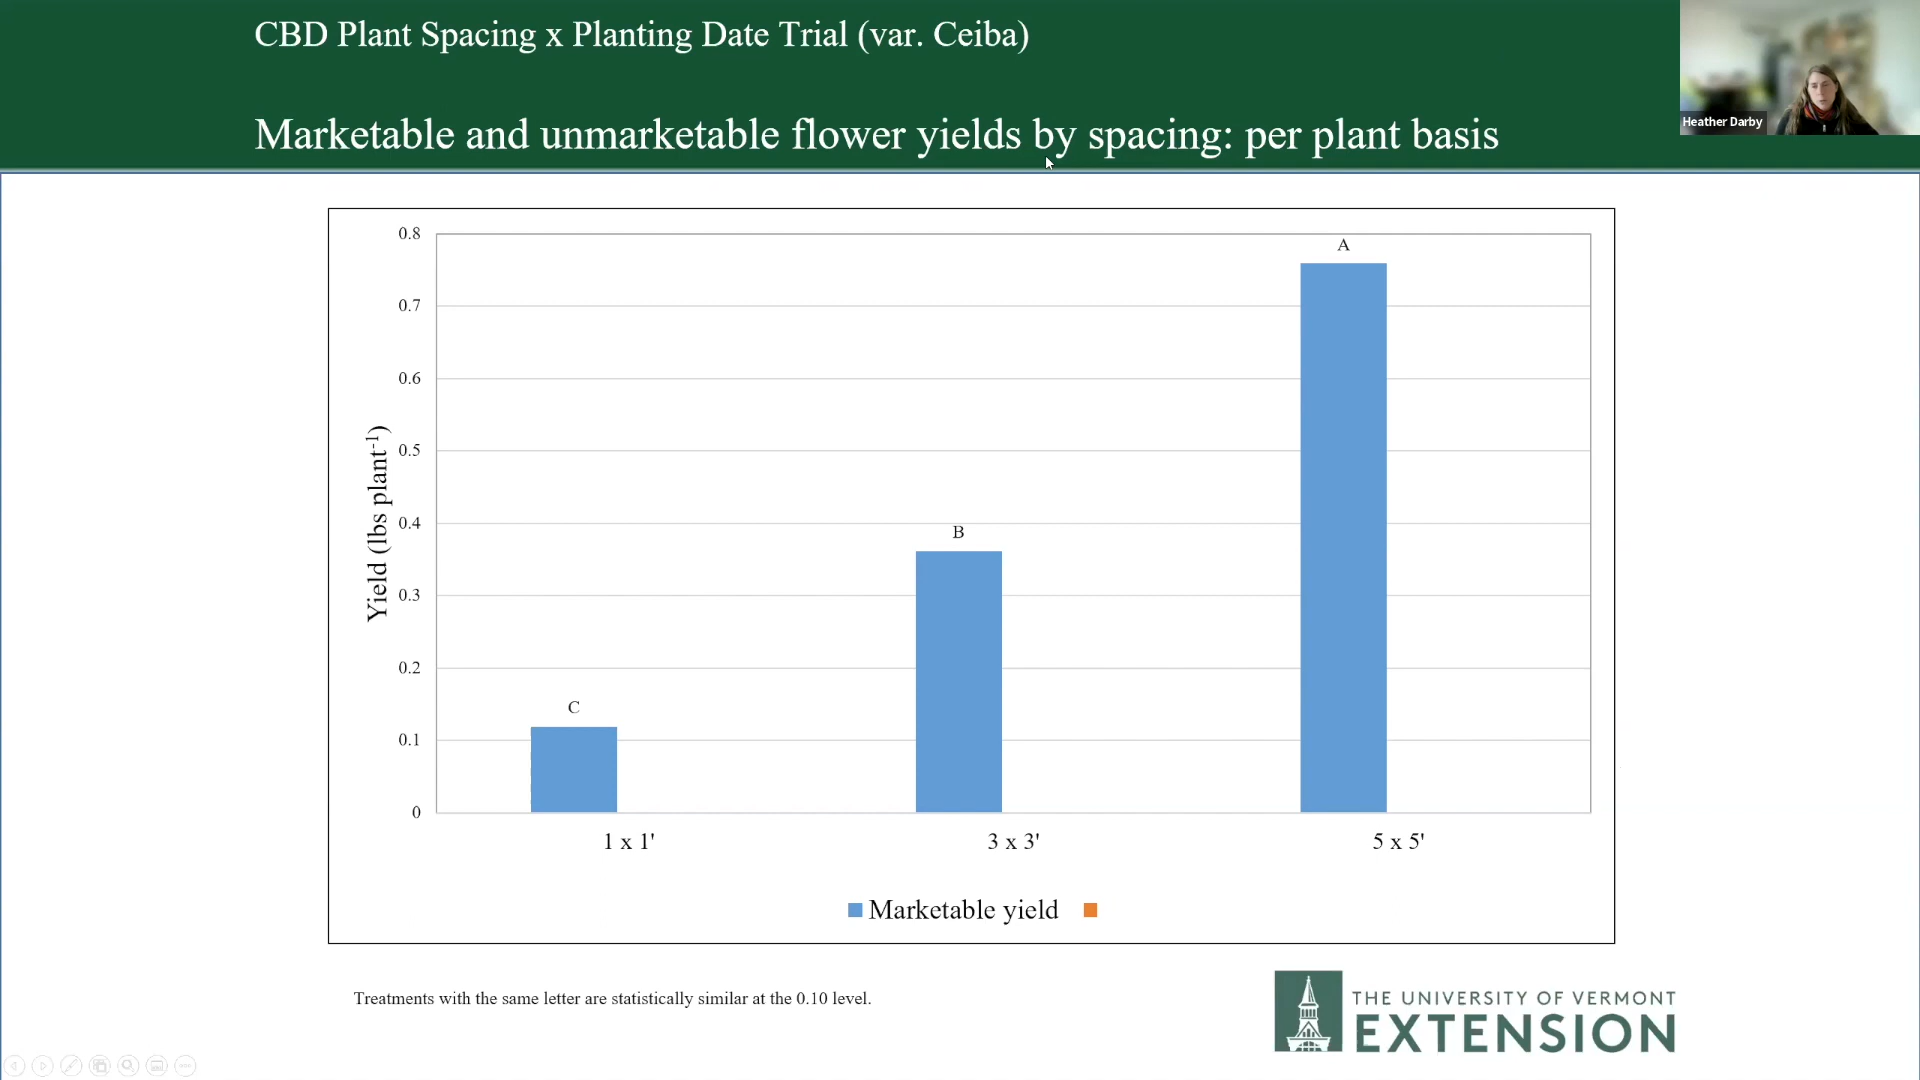 CBD Plant Spacing x Planting Date Trial (var. Ceiba)
Marketable and unmarketable flower yields by spacing: per plant basis
Heather Darby
Yield (lbs plant⁻¹)
0.8
0.7
0.6
0.5
0.4
0.3
0.2
0.1
0
C
B
A
1 x 1'
3 x 3'
5 x 5'
Marketable yield
Treatments with the same letter are statistically similar at the 0.10 level.
THE UNIVERSITY OF VERMONT
EXTENSION